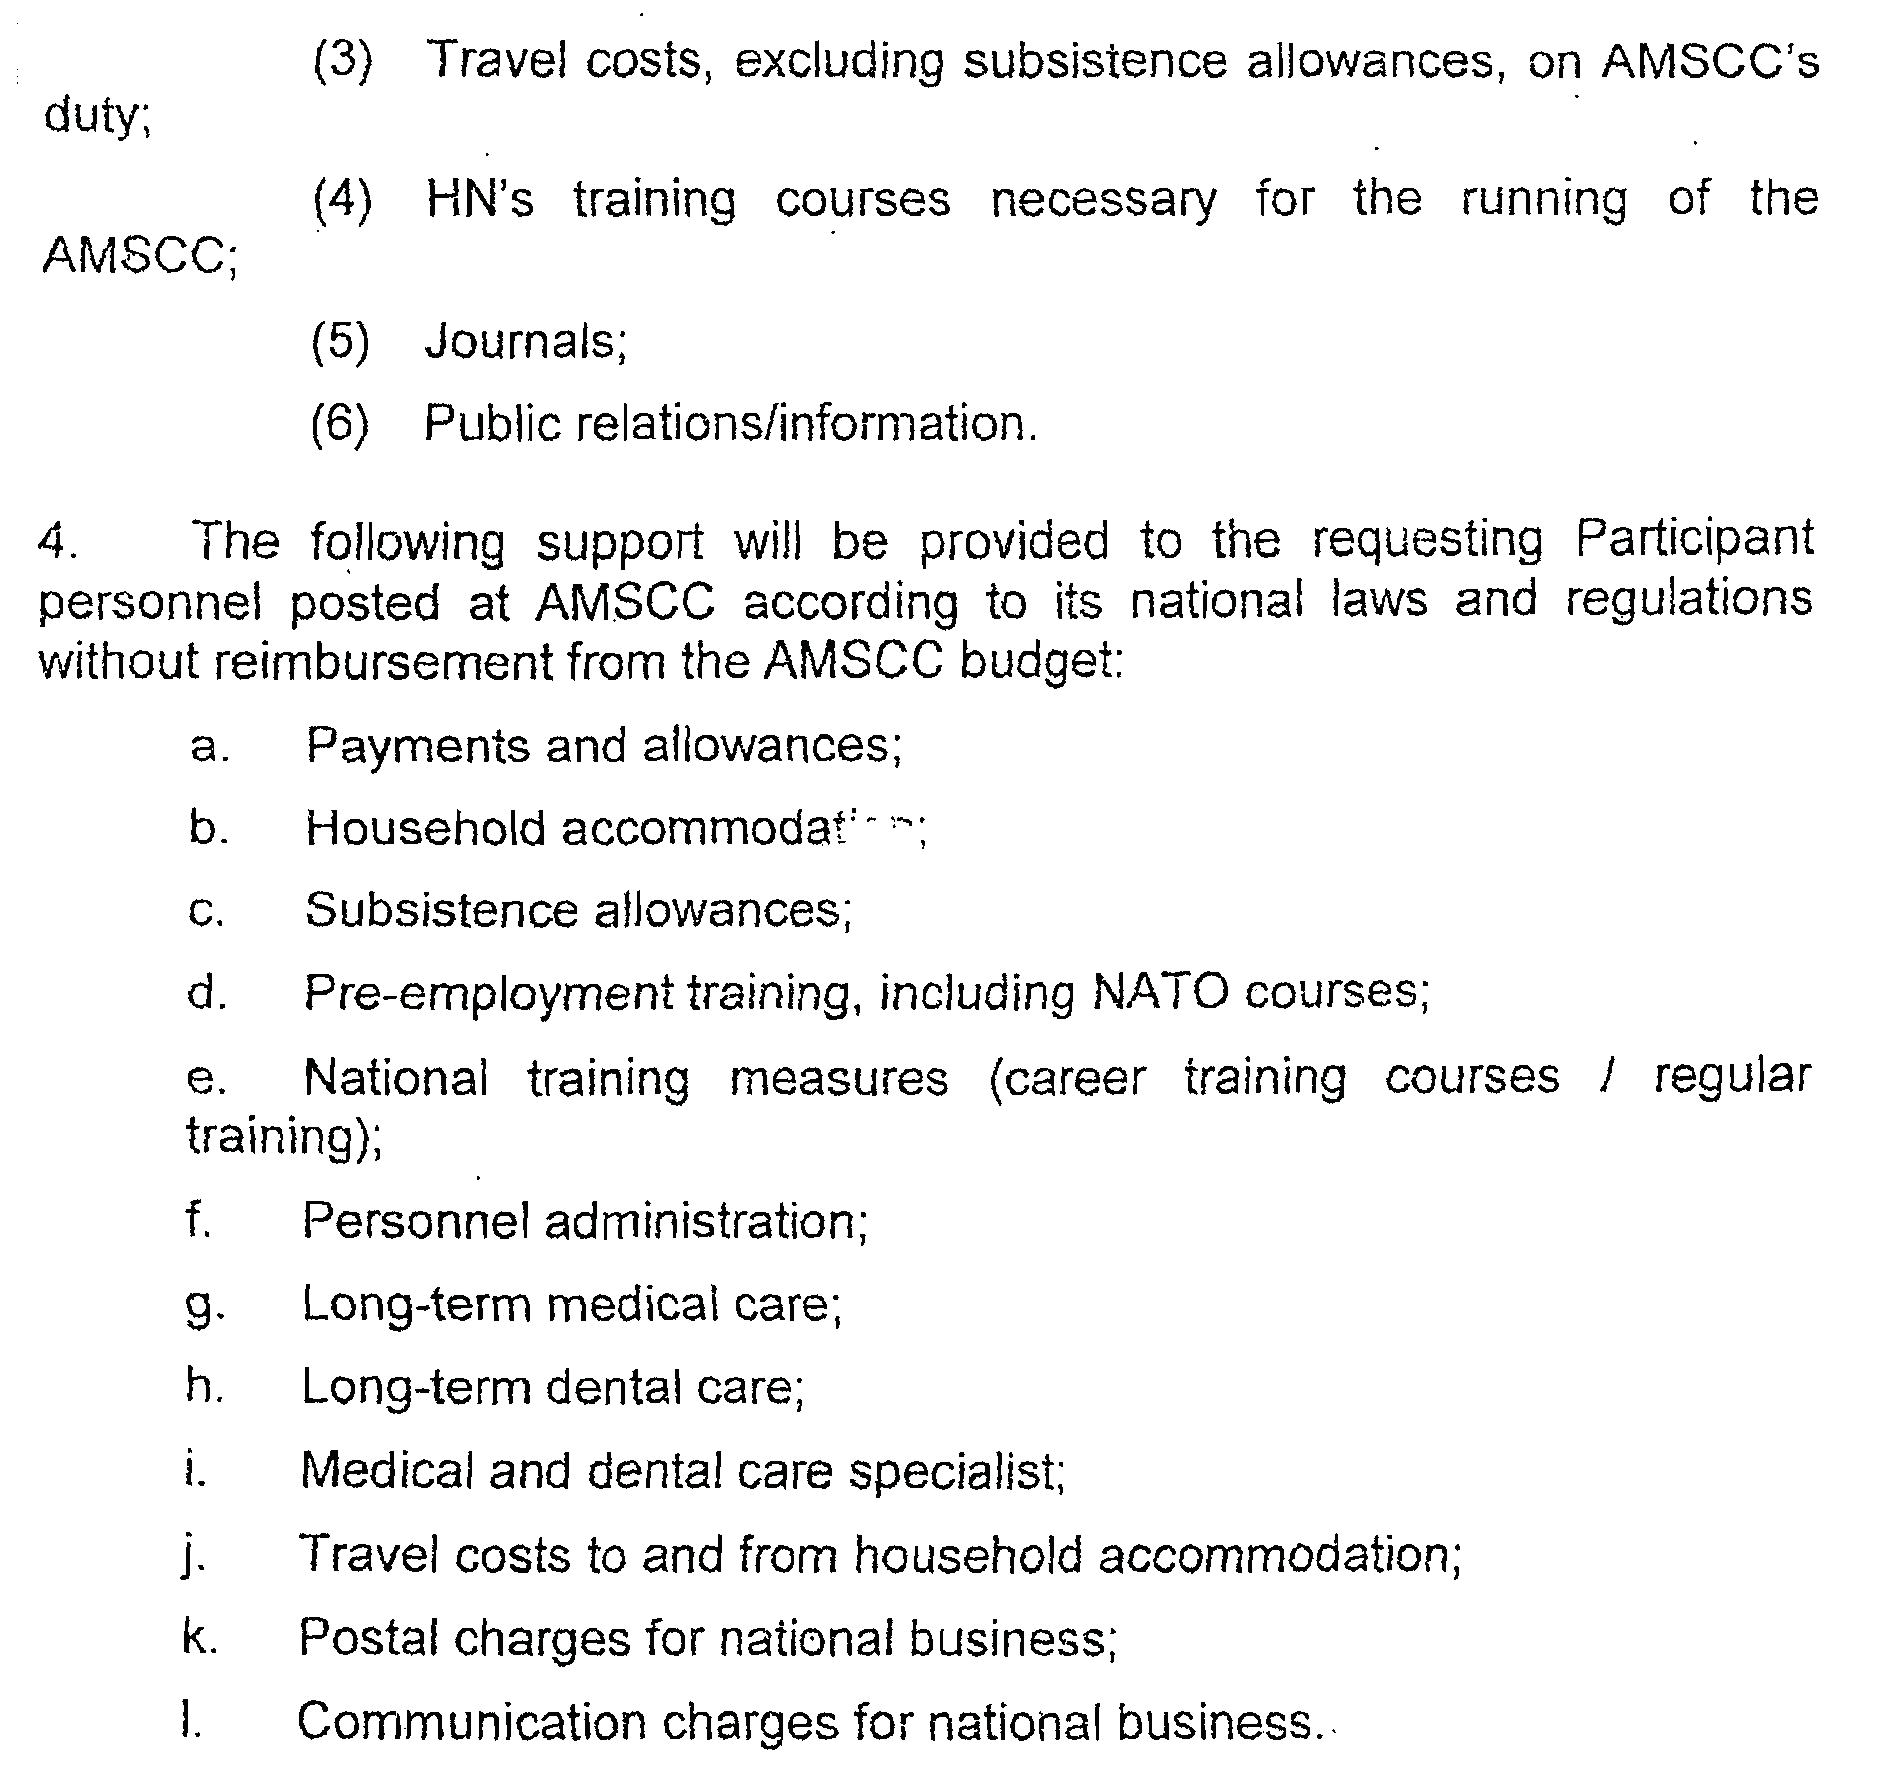 (3) Travel costs, excluding subsistence allowances, on AMSCC's
duty;
(4) HN's training courses necessary for the running of the
AMSCC;
(5) Journals;
(6) Public relations/information.
4. The following support will be provided to the requesting Participant
personnel posted at AMSCC according to its national laws and regulations
without reimbursement from the AMSCC budget:
a. Payments and allowances;
b. Household accommodation;
c. Subsistence allowances;
d. Pre-employment training, including NATO courses;
e. National training measures (career training courses / regular
training);
f. Personnel administration;
g. Long-term medical care;
h. Long-term dental care;
i. Medical and dental care specialist;
j. Travel costs to and from household accommodation;
k. Postal charges for national business;
l. Communication charges for national business.